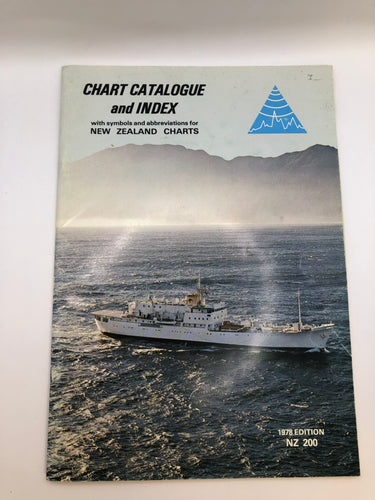 CHART CATALOGUE
and INDEX
with symbols and abbreviations for
NEW ZEALAND CHARTS
1978 EDITION
NZ 200